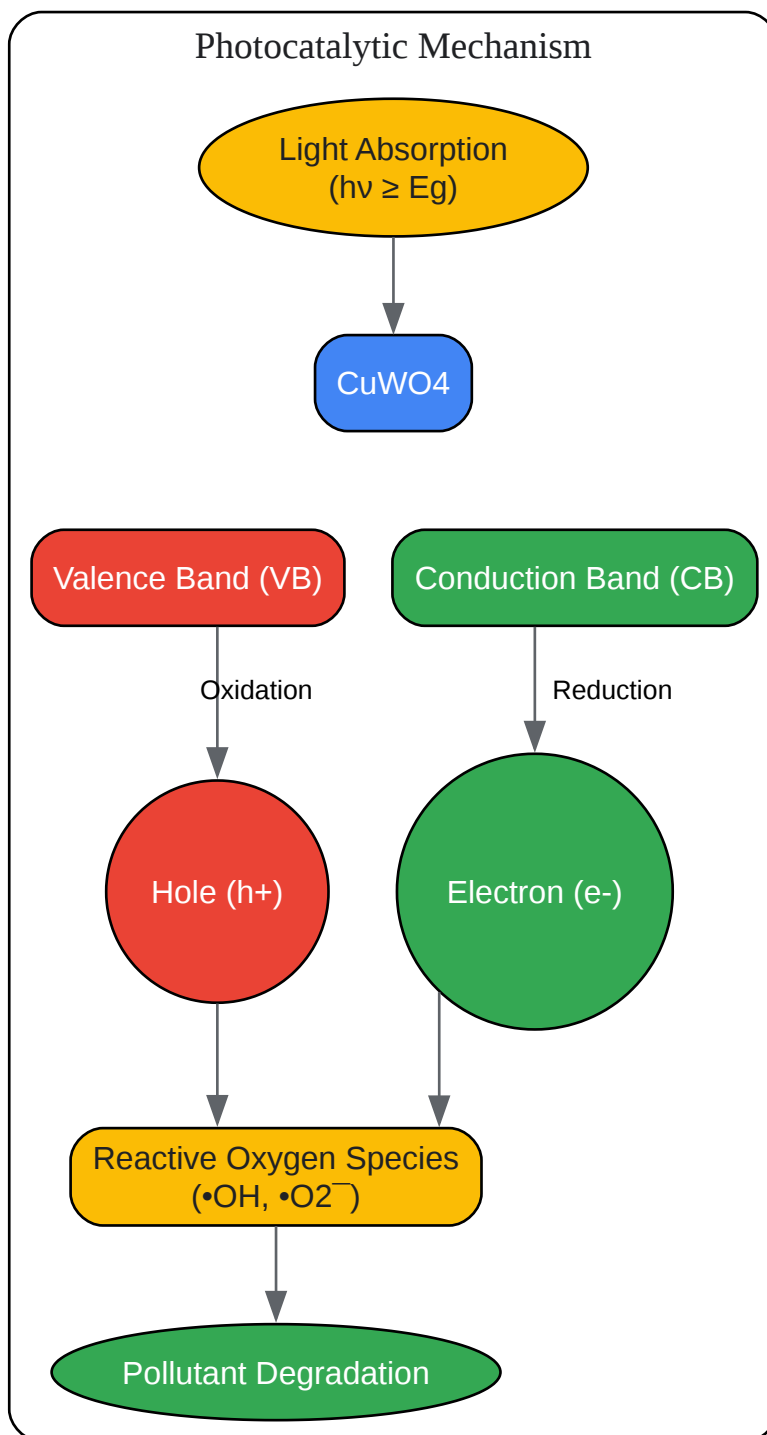 Photocatalytic Mechanism
Light Absorption
(hν ≥ Eg)
CuWO4
Valence Band (VB)
Conduction Band (CB)
Oxidation
Reduction
Hole (h+)
Electron (e-)
Reactive Oxygen Species
(•OH, •O2¯)
Pollutant Degradation